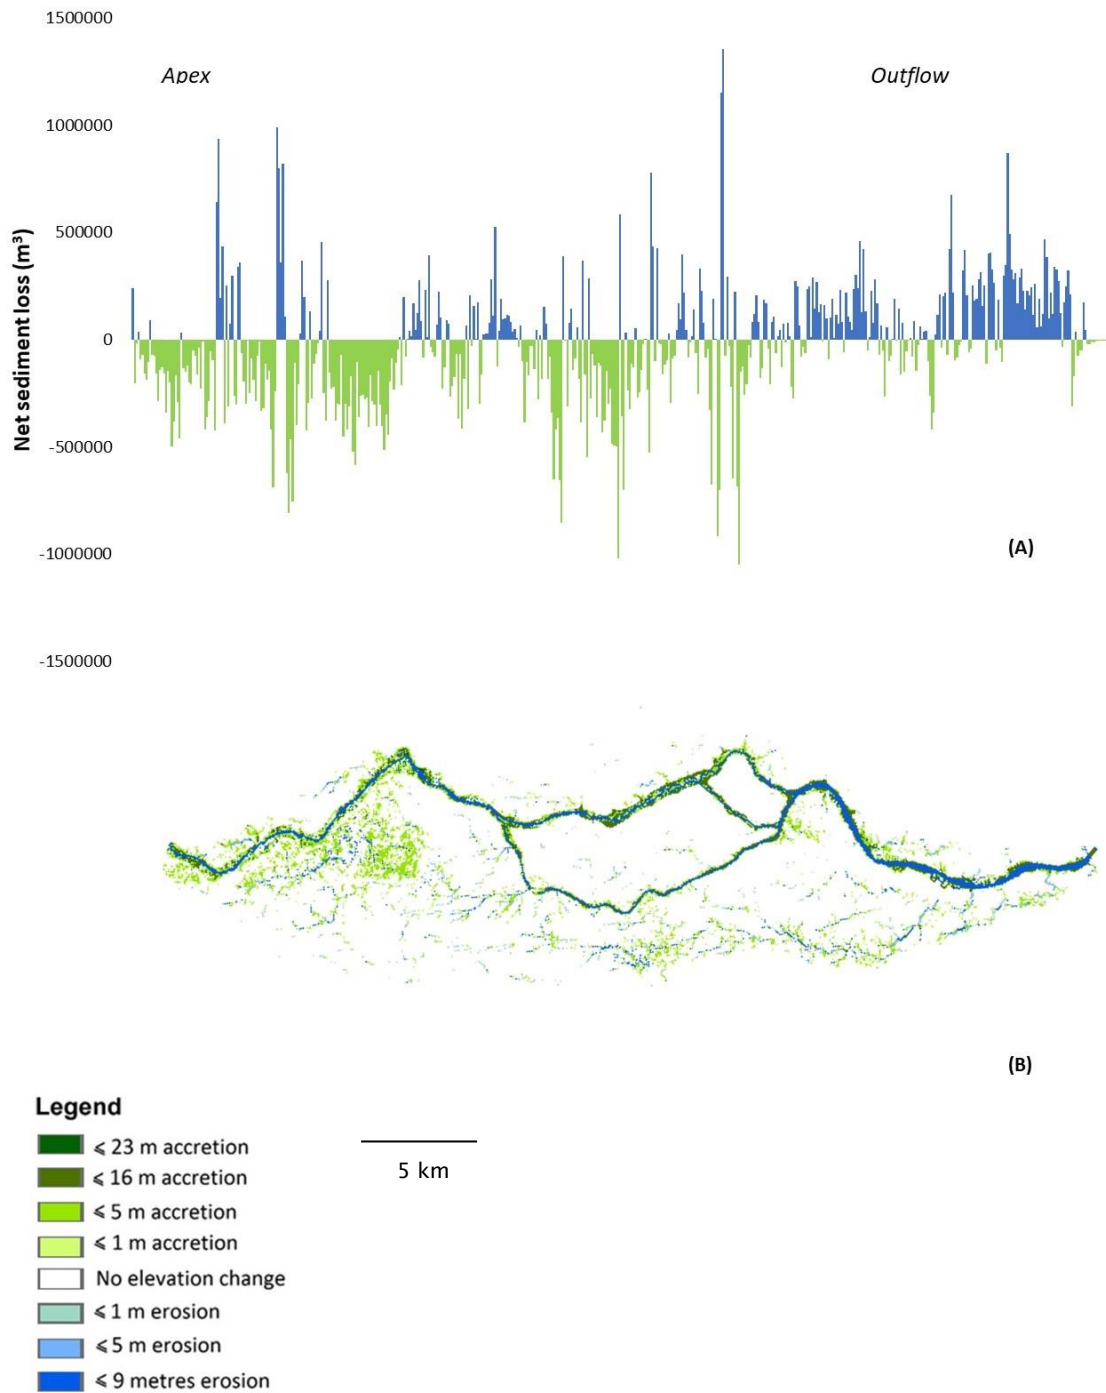 1500000
Apex
Outflow
1000000
500000
Net sediment loss (m³)
0
-500000
(A)
-1000000
-1500000
(B)
Legend
⩽ 23 m accretion
⩽ 16 m accretion
⩽ 5 m accretion
⩽ 1 m accretion
No elevation change
⩽ 1 m erosion
⩽ 5 m erosion
⩽ 9 metres erosion
5 km